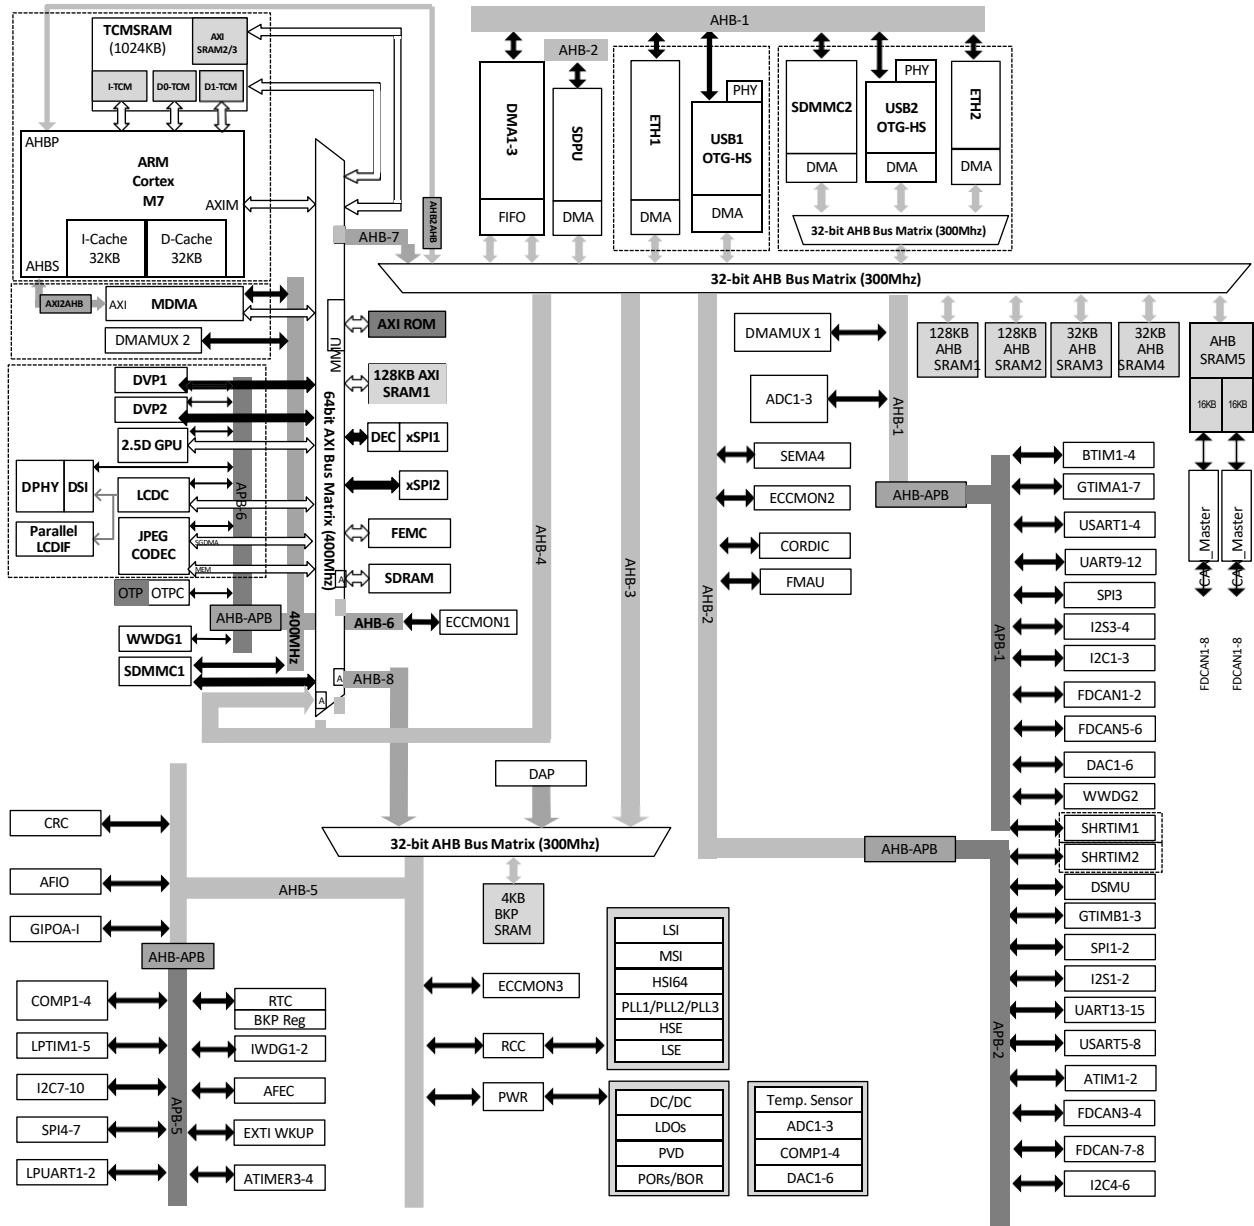 AHB-1
TCMSRAM
(1024KB)
AXI
SRAM2/3
I-TCM
D0-TCM
D1-TCM
AHBP
ARM
Cortex
M7
AXIM
I-Cache
32KB
D-Cache
32KB
AHBS
AXI2AHB
AXI
MDMA
DMAMUX 2
AHB2AHB
AHB-7
AHB-2
DMA1-3
FIFO
SDPU
DMA
ETH1
DMA
PHY
USB1
OTG-HS
DMA
SDMMC2
DMA
PHY
USB2
OTG-HS
DMA
ETH2
DMA
32-bit AHB Bus Matrix (300Mhz)
32-bit AHB Bus Matrix (300Mhz)
MMU
64bit AXI Bus Matrix (400Mhz)
AXI ROM
128KB AXI
SRAM1
DEC
xSPI1
xSPI2
FEMC
SDRAM
A
AHB-6
ECCMON1
A
AHB-8
A
400MHz
DVP1
DVP2
2.5D GPU
DPHY
DSI
LCDC
Parallel
LCDIF
JPEG
CODEC
SGDMA
MEM
APB-6
OTP
OTPC
AHB-APB
WWDG1
SDMMC1
AHB-4
AHB-3
AHB-2
AHB-1
DMAMUX 1
ADC1-3
SEMA4
ECCMON2
CORDIC
FMAU
128KB
AHB
SRAM1
128KB
AHB
SRAM2
32KB
AHB
SRAM3
32KB
AHB
SRAM4
AHB
SRAM5
16KB
16KB
CAN_Master
CAN_Master
FDCAN1-8
FDCAN1-8
AHB-APB
APB-1
BTIM1-4
GTIMA1-7
USART1-4
UART9-12
SPI3
I2S3-4
I2C1-3
FDCAN1-2
FDCAN5-6
DAC1-6
WWDG2
SHRTIM1
SHRTIM2
AHB-APB
APB-2
DSMU
GTIMB1-3
SPI1-2
I2S1-2
UART13-15
USART5-8
ATIM1-2
FDCAN3-4
FDCAN-7-8
I2C4-6
DAP
32-bit AHB Bus Matrix (300Mhz)
CRC
AFIO
GIPOA-I
AHB-5
AHB-APB
APB-5
COMP1-4
LPTIM1-5
I2C7-10
SPI4-7
LPUART1-2
RTC
BKP Reg
IWDG1-2
AFEC
EXTI WKUP
ATIMER3-4
4KB
BKP
SRAM
ECCMON3
RCC
PWR
LSI
MSI
HSI64
PLL1/PLL2/PLL3
HSE
LSE
DC/DC
LDOs
PVD
PORs/BOR
Temp. Sensor
ADC1-3
COMP1-4
DAC1-6